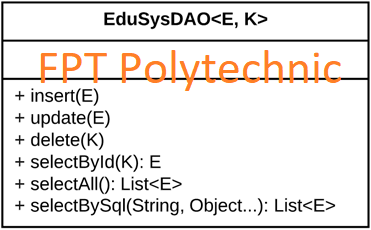 EduSysDAO<E, K>
FPT Polytechnic
+ insert(E)
+ update(E)
+ delete(K)
+ selectById(K): E
+ selectAll(): List<E>
+ selectBySql(String, Object...): List<E>